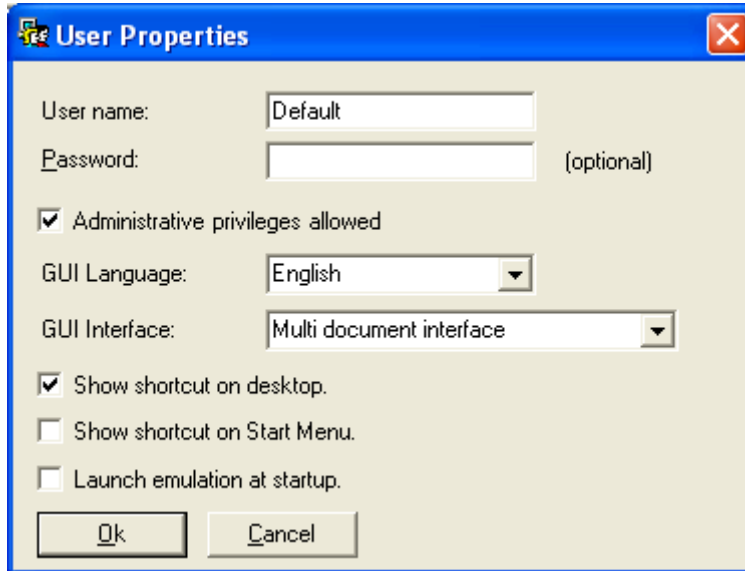 User Properties
User name: Default
Password: (optional)
Administrative privileges allowed
GUI Language: English
GUI Interface: Multi document interface
Show shortcut on desktop.
Show shortcut on Start Menu.
Launch emulation at startup.
Ok Cancel